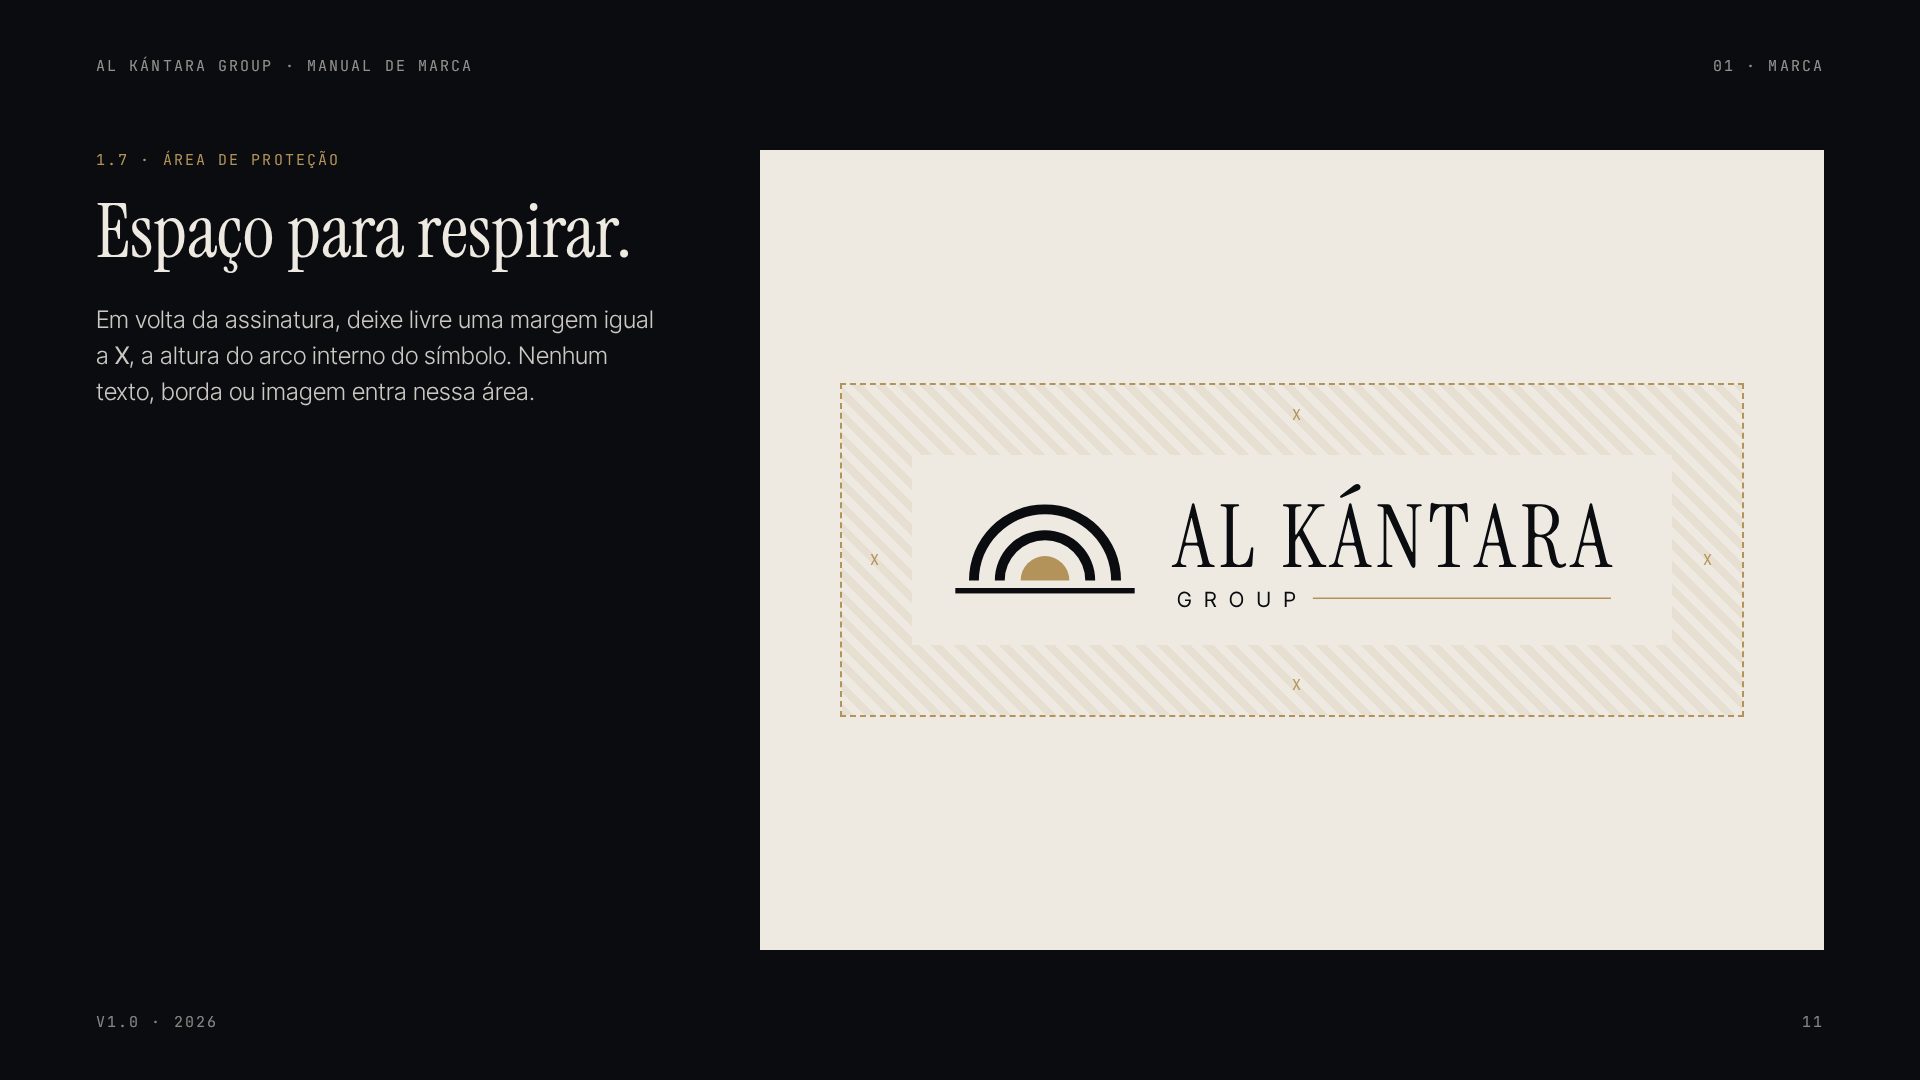 AL KÁNTARA GROUP · MANUAL DE MARCA
01 · MARCA
1.7 · ÁREA DE PROTEÇÃO
Espaço para respirar.
Em volta da assinatura, deixe livre uma margem igual
a X, a altura do arco interno do símbolo. Nenhum
texto, borda ou imagem entra nessa área.
X
AL KÁNTARA
X
X
GROUP
X
V1.0 · 2026
11